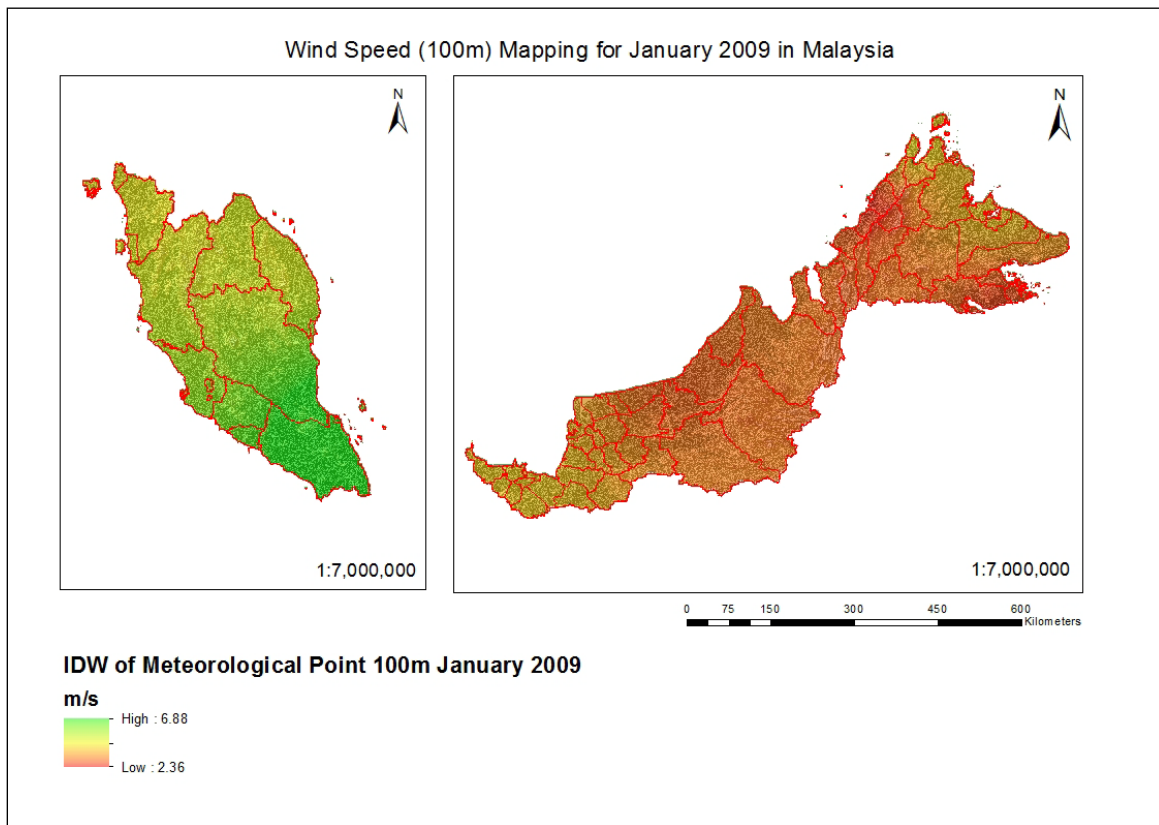 Wind Speed (100m) Mapping for January 2009 in Malaysia
N
N
1:7,000,000
1:7,000,000
0 75 150 300 450 600
Kilometers
IDW of Meteorological Point 100m January 2009
m/s
High : 6.88
Low : 2.36